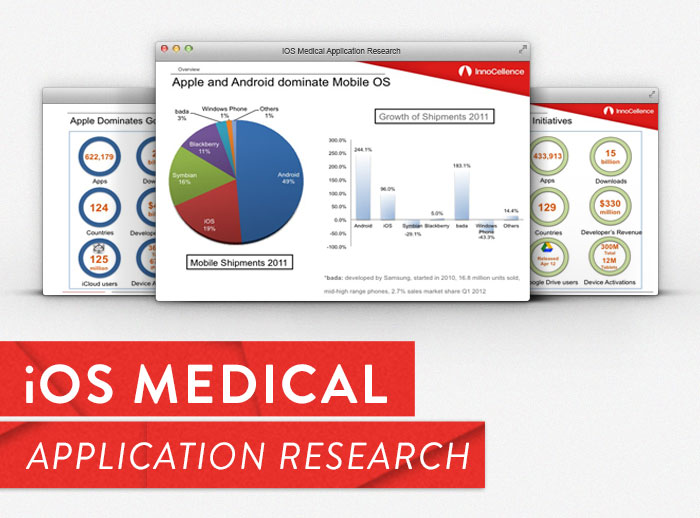 iOS Medical Application Research
Overview
InnoCellence
Apple and Android dominate Mobile OS
Growth of Shipments 2011
bada
3%
Windows Phone
1%
Others
1%
Blackberry
11%
Symbian
16%
iOS
19%
Android
49%
Mobile Shipments 2011
300.0%
250.0%
200.0%
150.0%
100.0%
50.0%
0.0%
-50.0%
-100.0%
244.1%
96.0%
-29.1%
5.0%
183.1%
-43.3%
14.4%
Android
iOS
Symbian
Blackberry
bada
Windows
Phone
Others
*bada: developed by Samsung, started in 2010, 16.8 million units sold,
mid-high range phones, 2.7% sales market share Q1 2012
Apple Dominates
622,179
Apps
124
Countries
Developer
125
million
iCloud users
Device
InnoCellence
Initiatives
433,913
Apps
15
billion
Downloads
129
Countries
$330
million
Developer's Revenue
Released
Apr 12
Drive users
300M
Total
12M
Tablets
Device Activations
iOS MEDICAL
APPLICATION RESEARCH